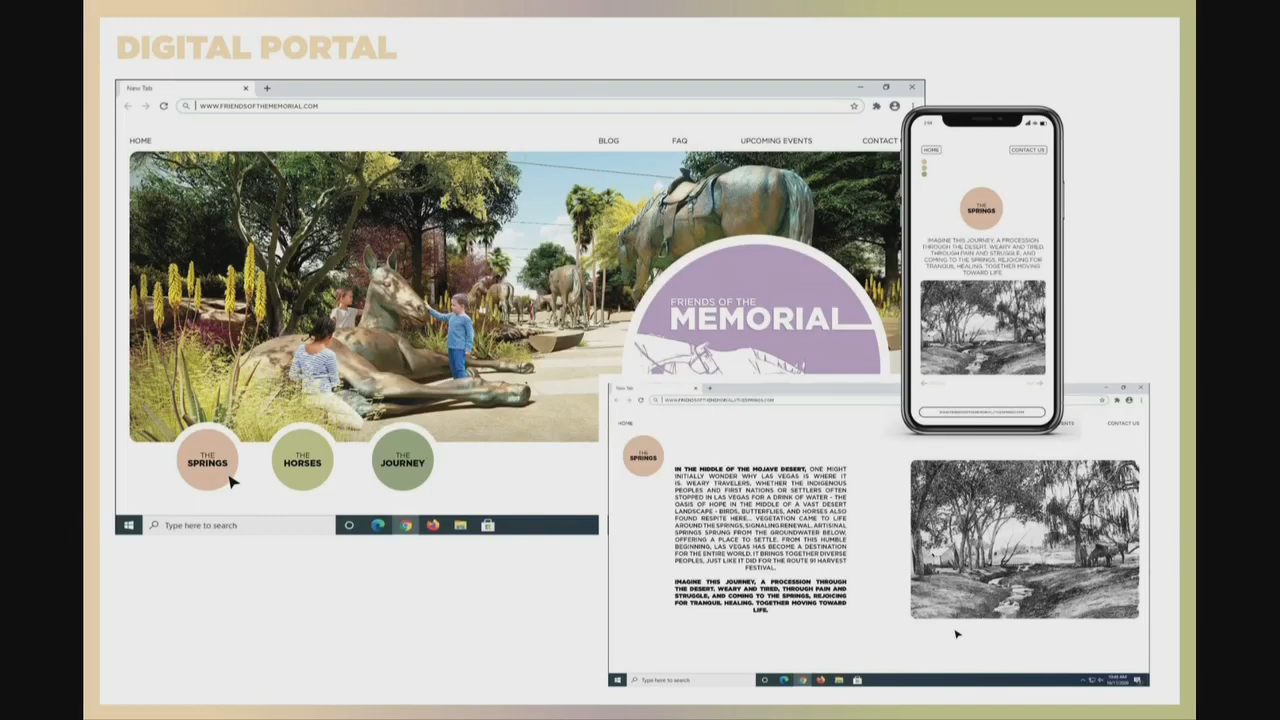 DIGITAL PORTAL
New Tab
WWW.FRIENDSOFTHEMEMORIAL.COM
HOME
BLOG
FAQ
UPCOMING EVENTS
CONTACT
FRIENDS OF THE
MEMORIAL
THE
SPRINGS
THE
HORSES
THE
JOURNEY
Type here to search
HOME
CONTACT US
THE
SPRINGS
IMAGINE THIS JOURNEY, A PROCESSION
THROUGH THE DESERT, WEARY AND TIRED,
THROUGH PAIN AND STRUGGLE, AND
COMING TO THE SPRINGS, REJOICING FOR
TRANQUIL HEALING. TOGETHER MOVING
TOWARD LIFE.
New Tab
HOME
CONTACT US
THE
SPRINGS
IN THE MIDDLE OF THE MOJAVE DESERT, ONE MIGHT
INITIALLY WONDER WHY LAS VEGAS IS WHERE IT
IS. WEARY TRAVELERS, WHETHER THE INDIGENOUS
PEOPLES AND FIRST NATIONS OR SETTLERS OFTEN
STOPPED IN LAS VEGAS FOR A DRINK OF WATER - THE
OASIS OF HOPE IN THE MIDDLE OF A VAST DESERT
LANDSCAPE - BIRDS, BUTTERFLIES, AND HORSES ALSO
FOUND RESPITE HERE... VEGETATION CAME TO LIFE
AROUND THE SPRINGS, SIGNALING RENEWAL. ARTISINAL
SPRINGS SPRUNG FROM THE GROUNDWATER BELOW,
OFFERING A PLACE TO SETTLE. FROM THIS HUMBLE
BEGINNING, LAS VEGAS HAS BECOME A DESTINATION
FOR THE ENTIRE WORLD. IT BRINGS TOGETHER DIVERSE
PEOPLES, JUST LIKE IT DID FOR THE ROUTE 91 HARVEST
FESTIVAL.
IMAGINE THIS JOURNEY, A PROCESSION THROUGH
THE DESERT, WEARY AND TIRED, THROUGH PAIN AND
STRUGGLE, AND COMING TO THE SPRINGS, REJOICING
FOR TRANQUIL HEALING. TOGETHER MOVING TOWARD
LIFE.
Type here to search